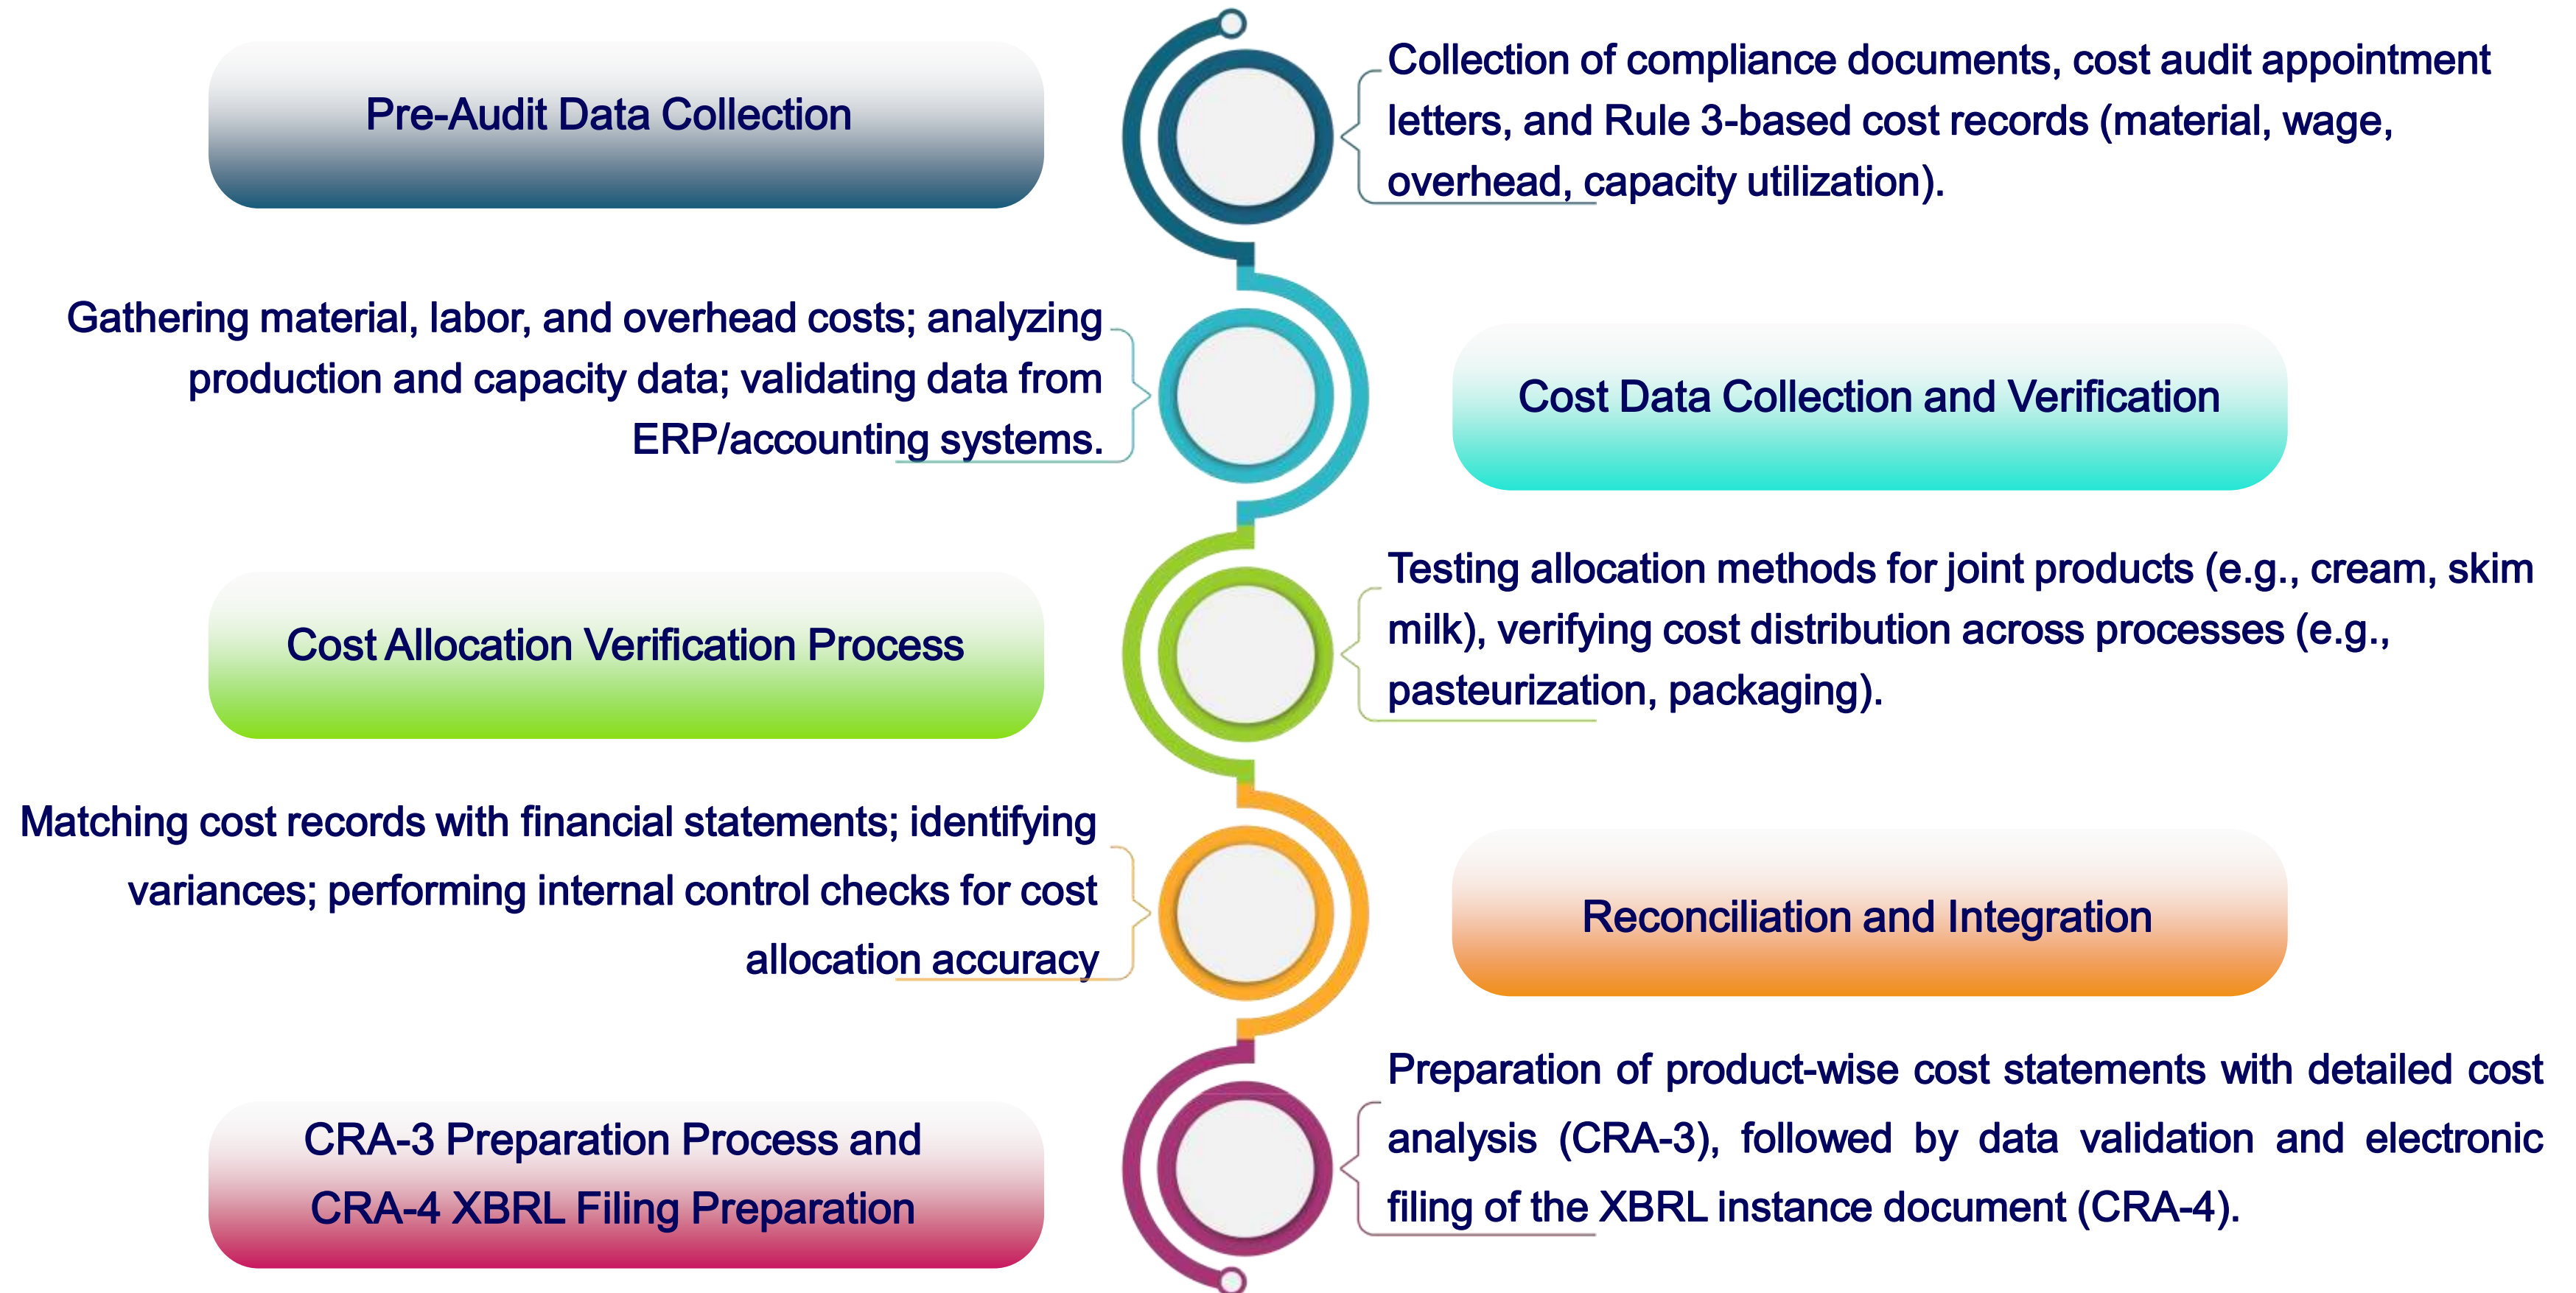 Pre-Audit Data Collection
Collection of compliance documents, cost audit appointment
letters, and Rule 3-based cost records (material, wage,
overhead, capacity utilization).
Gathering material, labor, and overhead costs; analyzing
production and capacity data; validating data from
ERP/accounting systems.
Cost Data Collection and Verification
Cost Allocation Verification Process
Testing allocation methods for joint products (e.g., cream, skim
milk), verifying cost distribution across processes (e.g.,
pasteurization, packaging).
Matching cost records with financial statements; identifying
variances; performing internal control checks for cost
allocation accuracy
Reconciliation and Integration
CRA-3 Preparation Process and
CRA-4 XBRL Filing Preparation
Preparation of product-wise cost statements with detailed cost
analysis (CRA-3), followed by data validation and electronic
filing of the XBRL instance document (CRA-4).